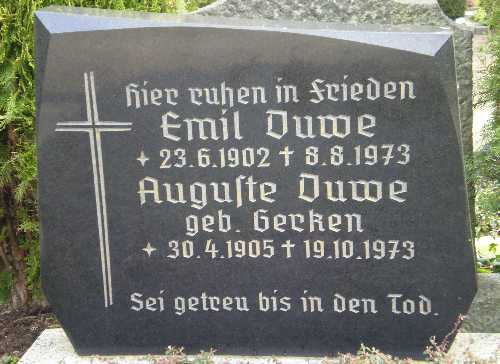 Hier ruhen in Frieden
Emil Duwe
✦ 23.6.1902 ✝ 8.8.1973
Auguſte Duwe
geb. Gerken
✦ 30.4.1905 ✝ 19.10.1973
Sei getreu bis in den Tod.